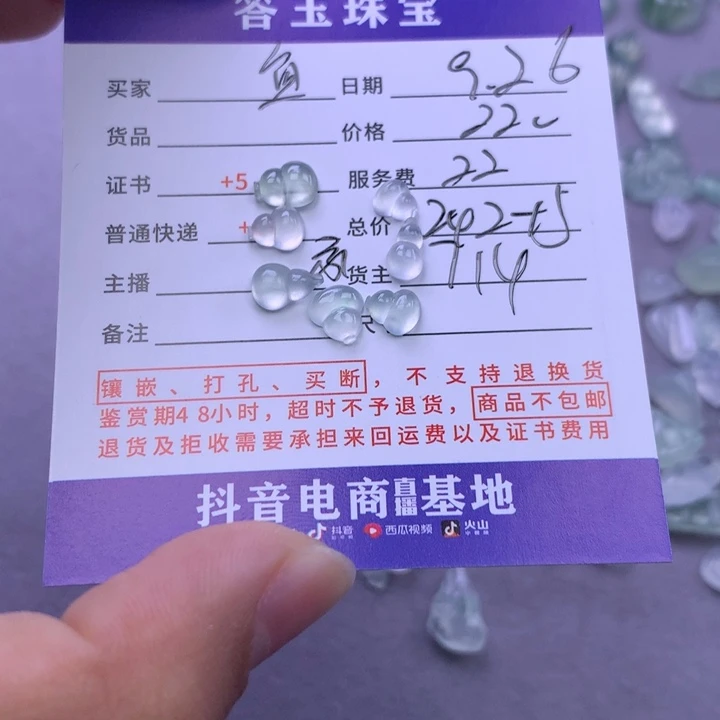 答玉珠宝
买家 鱼 日期 9.26
货品 价格 220
证书 +5 服务费 22
普通快递 + 总价 242+5
主播 货主 714
备注 尺
镶嵌、打孔、买断，不支持退换货
鉴赏期48小时，超时不予退货，商品不包邮
退货及拒收需要承担来回运费以及证书费用
抖音电商直播基地
抖音 西瓜视频 火山